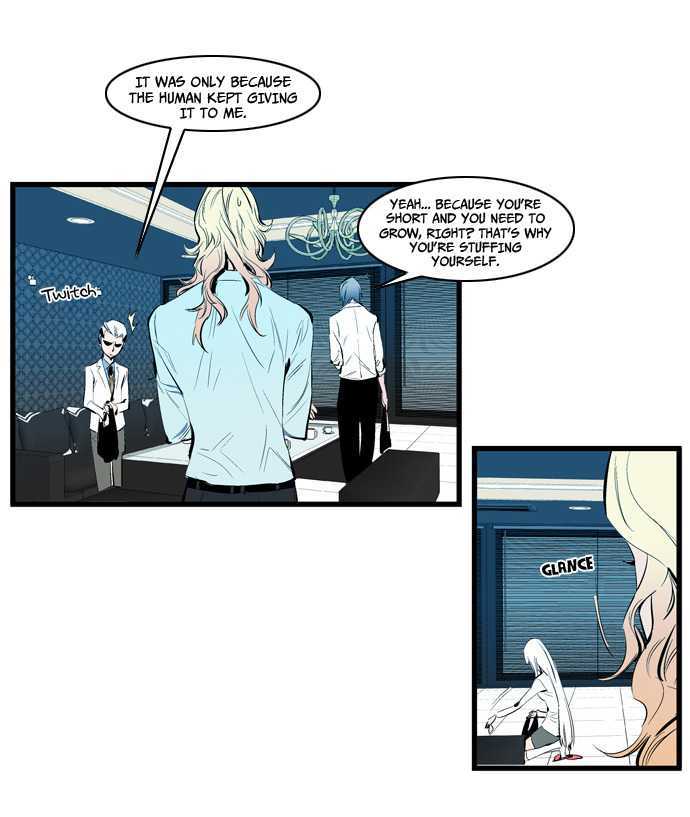 IT WAS ONLY BECAUSE
THE HUMAN KEPT GIVING
IT TO ME.
YEAH... BECAUSE YOU'RE
SHORT AND YOU NEED TO
GROW, RIGHT? THAT'S WHY
YOU'RE STUFFING
YOURSELF.
TWitch
GLANCE